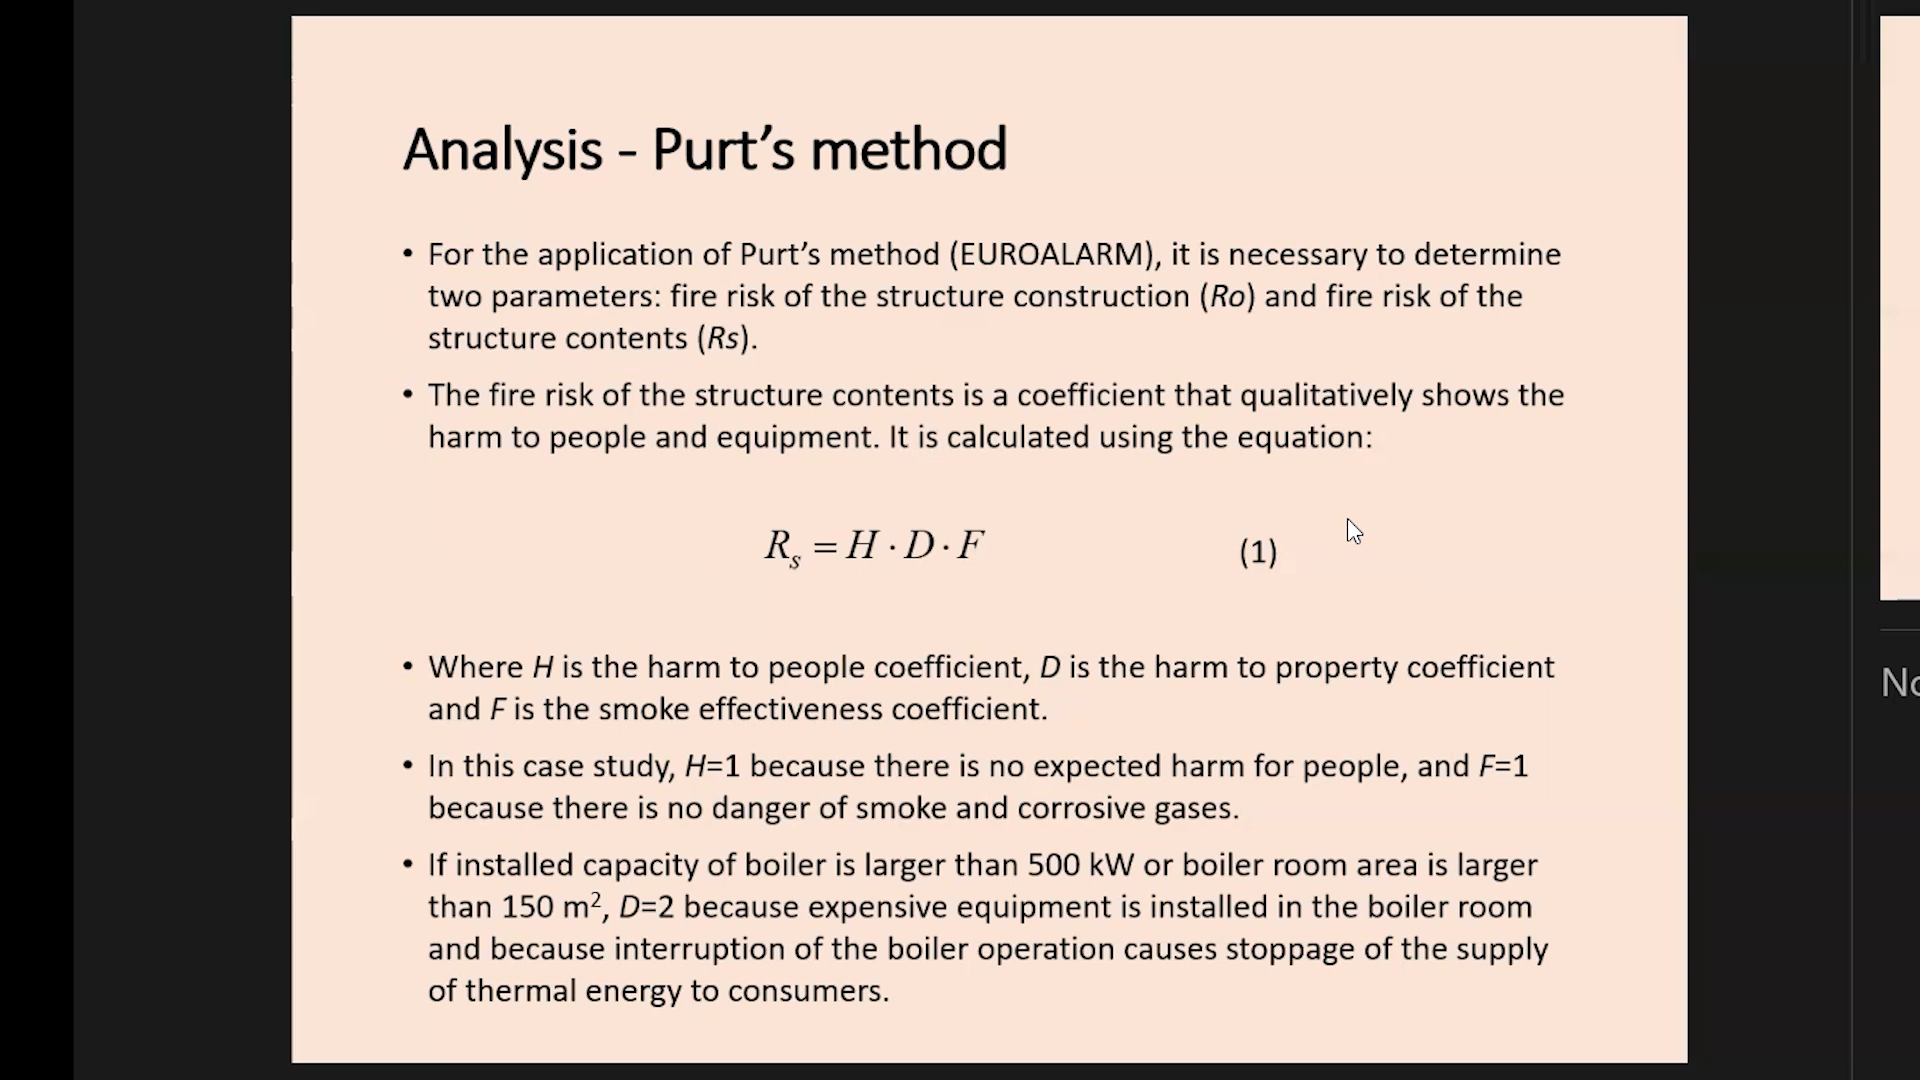 Analysis - Purt’s method
• For the application of Purt’s method (EUROALARM), it is necessary to determine
two parameters: fire risk of the structure construction (Ro) and fire risk of the
structure contents (Rs).
• The fire risk of the structure contents is a coefficient that qualitatively shows the
harm to people and equipment. It is calculated using the equation:
Rₛ = H · D · F (1)
• Where H is the harm to people coefficient, D is the harm to property coefficient
and F is the smoke effectiveness coefficient.
• In this case study, H=1 because there is no expected harm for people, and F=1
because there is no danger of smoke and corrosive gases.
• If installed capacity of boiler is larger than 500 kW or boiler room area is larger
than 150 m², D=2 because expensive equipment is installed in the boiler room
and because interruption of the boiler operation causes stoppage of the supply
of thermal energy to consumers.